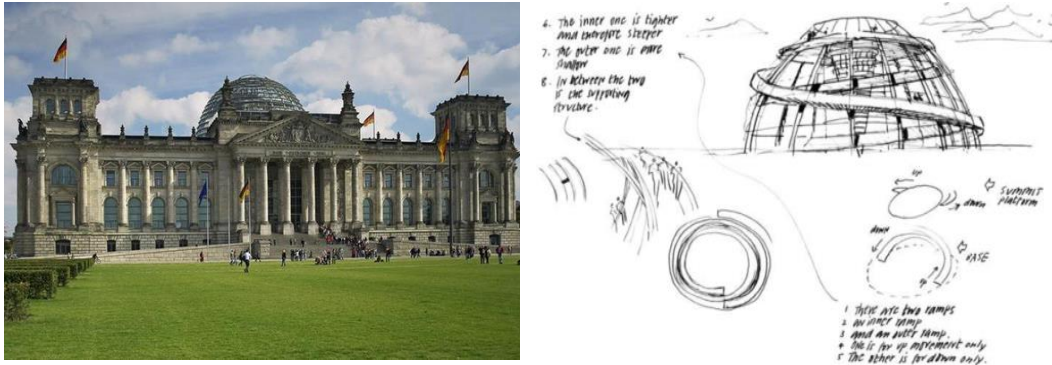 6. The inner one is tighter
and therefore steeper
7. The outer one is more
shallow
8. In between the two
is the supporting
structure.
up
down
SUMMIT
PLATFORM
down
up
BASE
1 There are two ramps
2 an inner ramp
3 and an outer ramp.
4 One is for up movement only
5 The other is for down only.